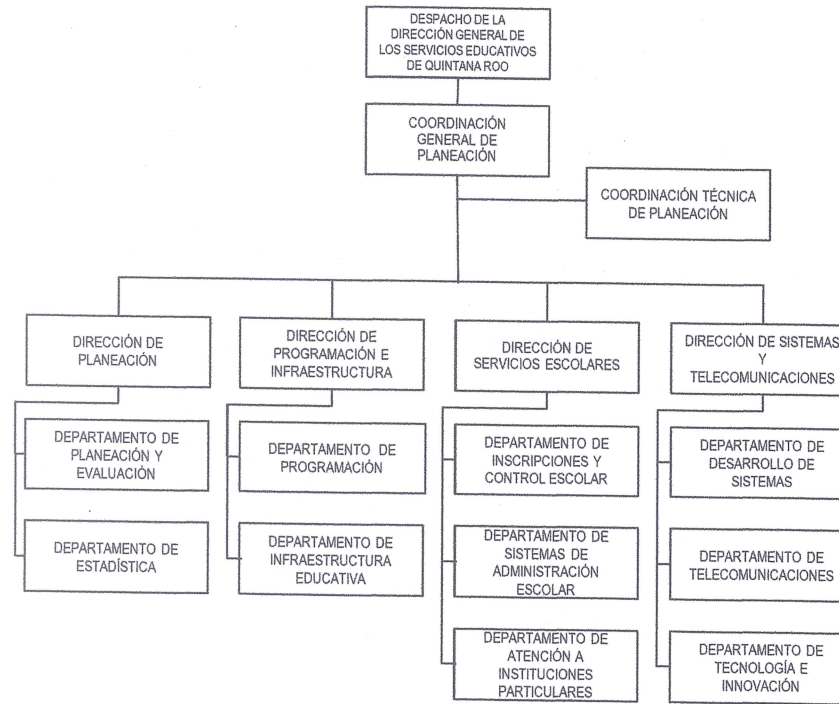 DESPACHO DE LA
DIRECCIÓN GENERAL DE
LOS SERVICIOS EDUCATIVOS
DE QUINTANA ROO
COORDINACIÓN
GENERAL DE
PLANEACIÓN
COORDINACIÓN TÉCNICA
DE PLANEACIÓN
DIRECCIÓN DE
PLANEACIÓN
DIRECCIÓN DE
PROGRAMACIÓN E
INFRAESTRUCTURA
DIRECCIÓN DE
SERVICIOS ESCOLARES
DIRECCIÓN DE SISTEMAS
Y
TELECOMUNICACIONES
DEPARTAMENTO DE
PLANEACIÓN Y
EVALUACIÓN
DEPARTAMENTO DE
PROGRAMACIÓN
DEPARTAMENTO DE
INSCRIPCIONES Y
CONTROL ESCOLAR
DEPARTAMENTO DE
DESARROLLO DE
SISTEMAS
DEPARTAMENTO DE
ESTADÍSTICA
DEPARTAMENTO DE
INFRAESTRUCTURA
EDUCATIVA
DEPARTAMENTO DE
SISTEMAS DE
ADMINISTRACIÓN
ESCOLAR
DEPARTAMENTO DE
TELECOMUNICACIONES
DEPARTAMENTO DE
ATENCIÓN A
INSTITUCIONES
PARTICULARES
DEPARTAMENTO DE
TECNOLOGÍA E
INNOVACIÓN